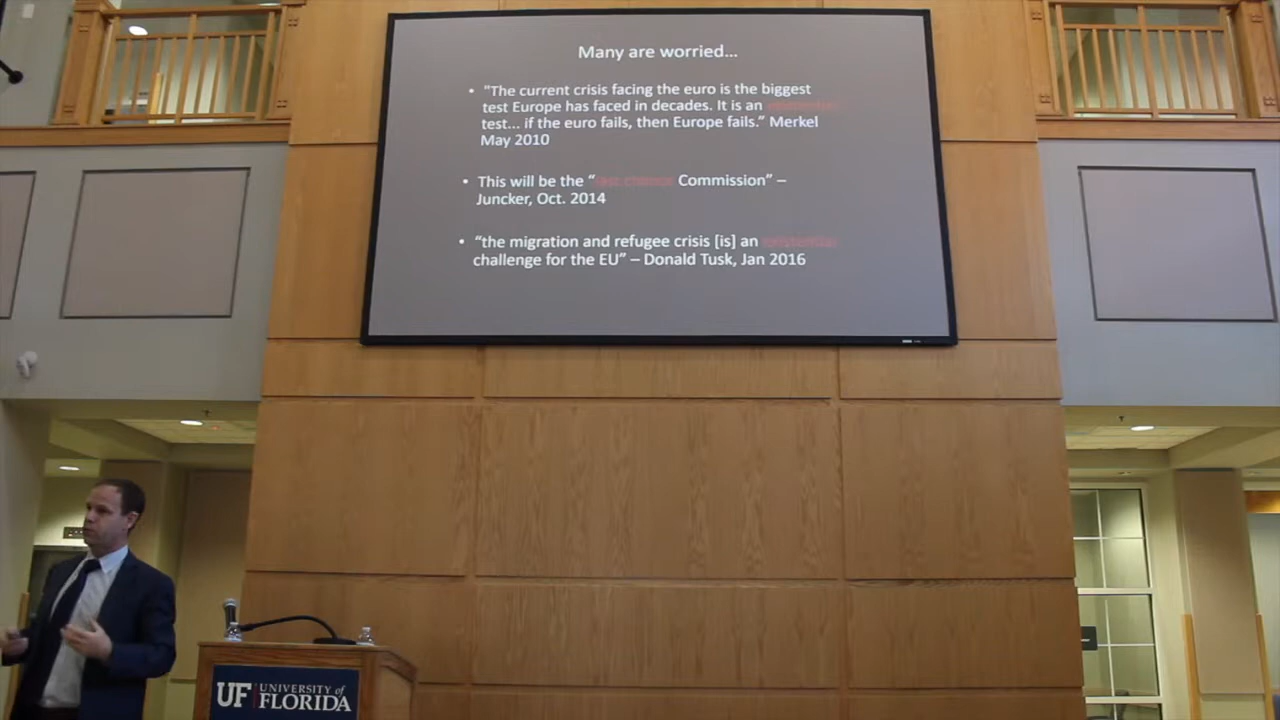 Many are worried...
• "The current crisis facing the euro is the biggest
test Europe has faced in decades. It is an
test... if the euro fails, then Europe fails." Merkel
May 2010
• This will be the "last chance Commission" –
Juncker, Oct. 2014
• "the migration and refugee crisis [is] an existential
challenge for the EU" – Donald Tusk, Jan 2016
UF UNIVERSITY of
FLORIDA